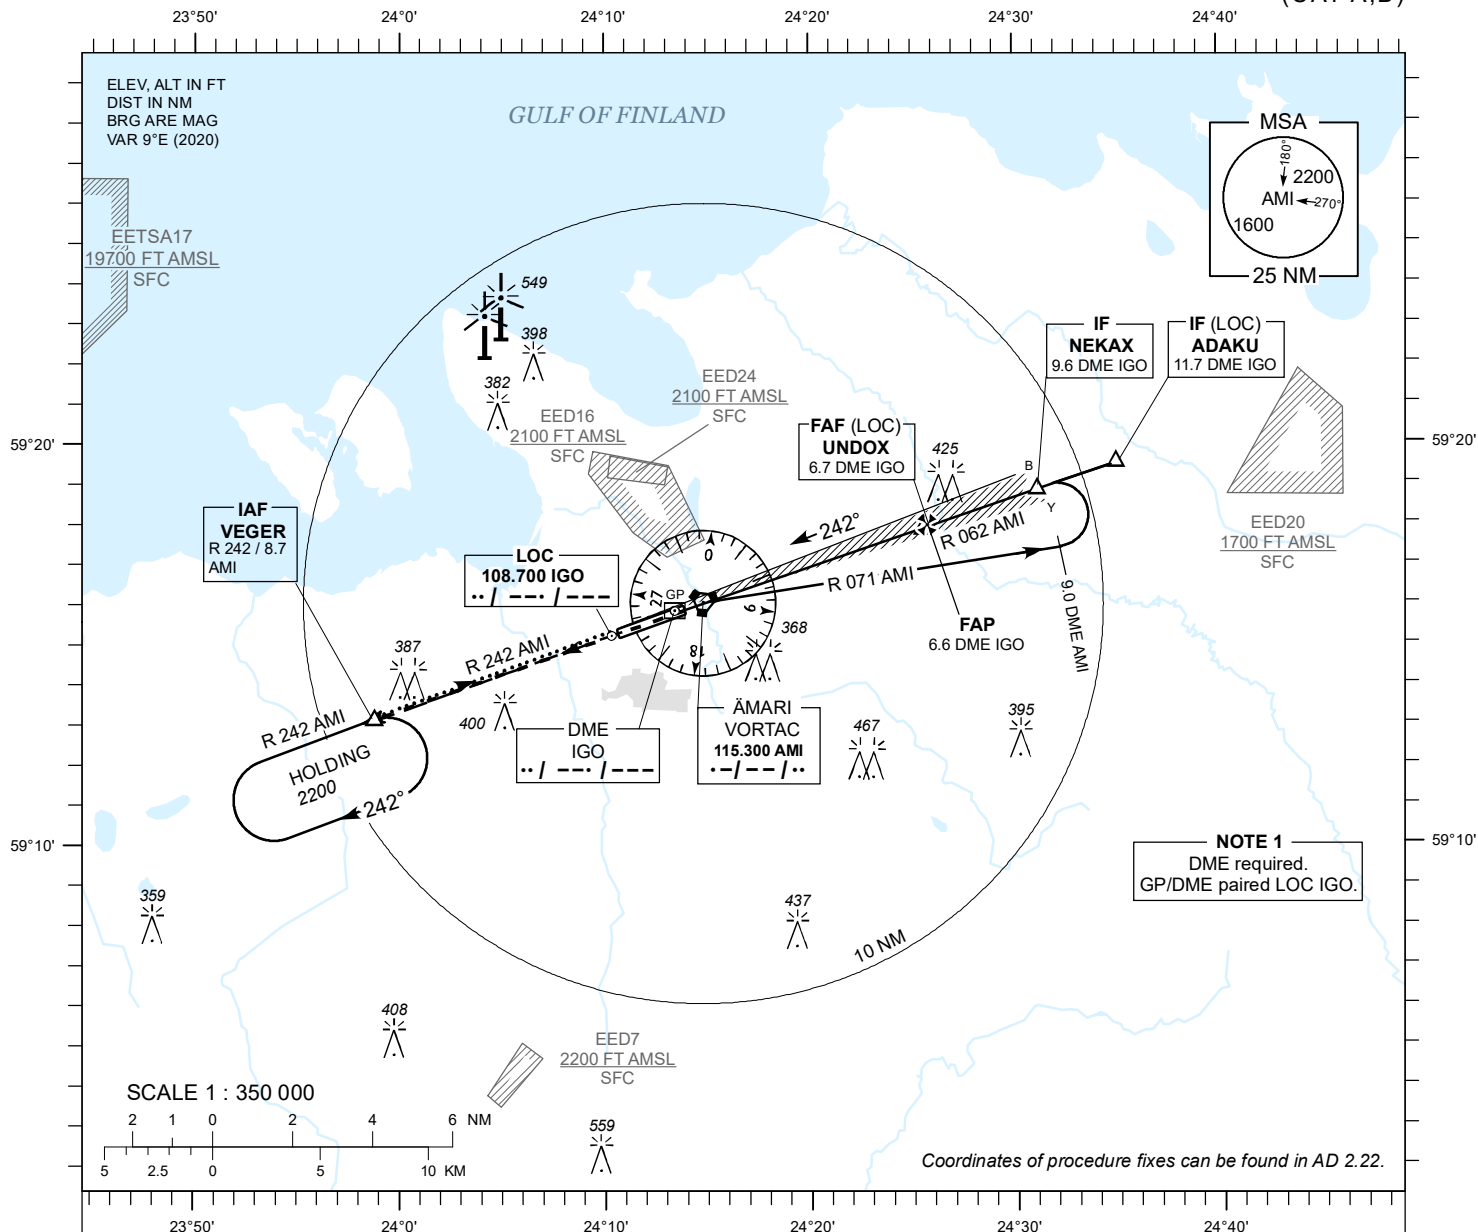 (CAT A,B)
23°50'
24°0'
24°10'
24°20'
24°30'
24°40'
ELEV, ALT IN FT
DIST IN NM
BRG ARE MAG
VAR 9°E (2020)
GULF OF FINLAND
MSA
180°
2200
AMI
270°
1600
25 NM
EETSA17
19700 FT AMSL
SFC
549
398
382
EED24
2100 FT AMSL
SFC
EED16
2100 FT AMSL
SFC
IF
NEKAX
9.6 DME IGO
IF (LOC)
ADAKU
11.7 DME IGO
FAF (LOC)
UNDOX
6.7 DME IGO
425
59°20'
59°20'
B
Y
IAF
VEGER
R 242 / 8.7
AMI
242°
R 062 AMI
EED20
1700 FT AMSL
SFC
LOC
108.700 IGO
·· / ——· / ———
0
9
18
27
GP
R 071 AMI
9.0 DME AMI
FAP
6.6 DME IGO
368
387
R 242 AMI
400
R 242 AMI
HOLDING
2200
242°
DME
IGO
·· / ——· / ———
ÄMARI
VORTAC
115.300 AMI
·—/——/··
467
395
59°10'
59°10'
NOTE 1
DME required.
GP/DME paired LOC IGO.
359
437
10 NM
408
EED7
2200 FT AMSL
SFC
559
SCALE 1 : 350 000
2 1 0 2 4 6 NM
5 2.5 0 5 10 KM
Coordinates of procedure fixes can be found in AD 2.22.
23°50'
24°0'
24°10'
24°20'
24°30'
24°40'